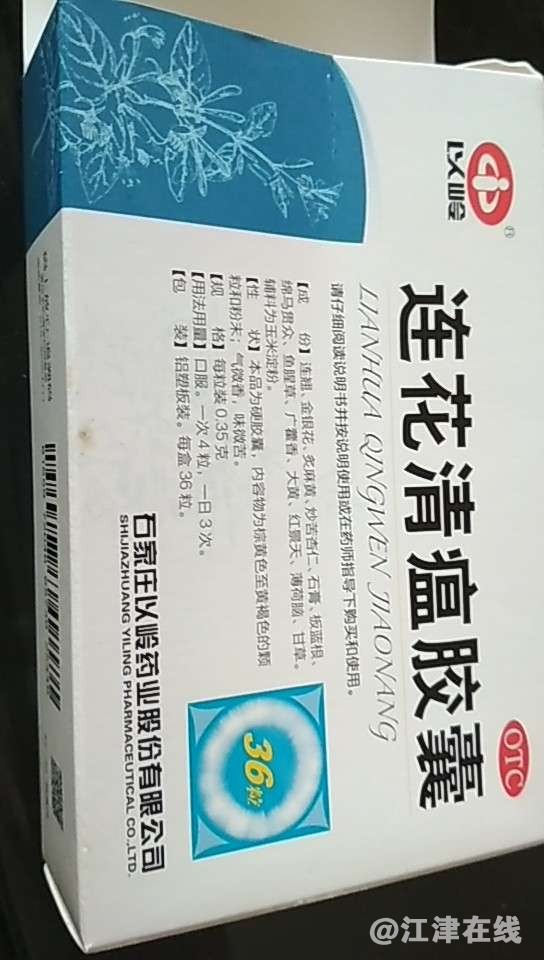 以岭
®
连花清瘟胶囊
OTC
LIANHUA QINGWEN JIAONANG
请仔细阅读说明书并按说明使用或在药师指导下购买和使用。
【成　份】连翘、金银花、炙麻黄、炒苦杏仁、石膏、板蓝根、
绵马贯众、鱼腥草、广藿香、大黄、红景天、薄荷脑、甘草。
辅料为玉米淀粉。
【性　状】本品为硬胶囊，内容物为棕黄色至黄褐色的颗
粒和粉末；气微香，味微苦。
【规　格】每粒装0.35克
【用法用量】口服。一次4粒，一日3次。
【包　装】铝塑板装。每盒36粒。
36粒
石家庄以岭药业股份有限公司
SHIJIAZHUANG YILING PHARMACEUTICAL CO.,LTD.
@江津在线